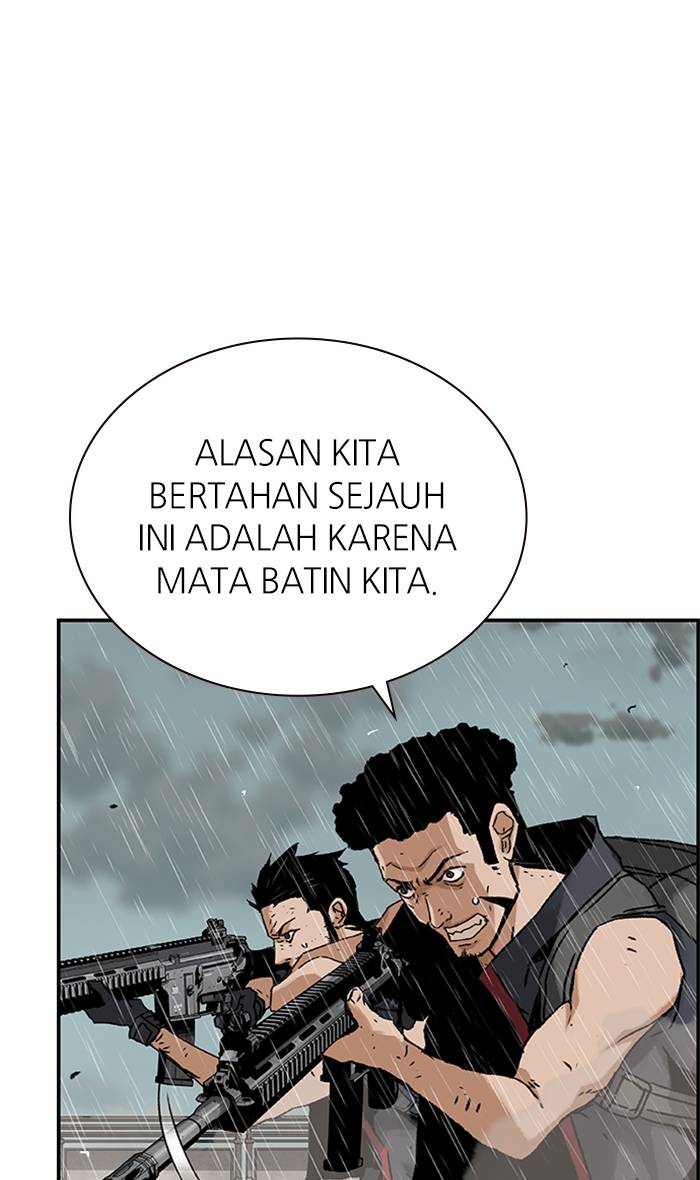 ALASAN KITA
BERTAHAN SEJAUH
INI ADALAH KARENA
MATA BATIN KITA.